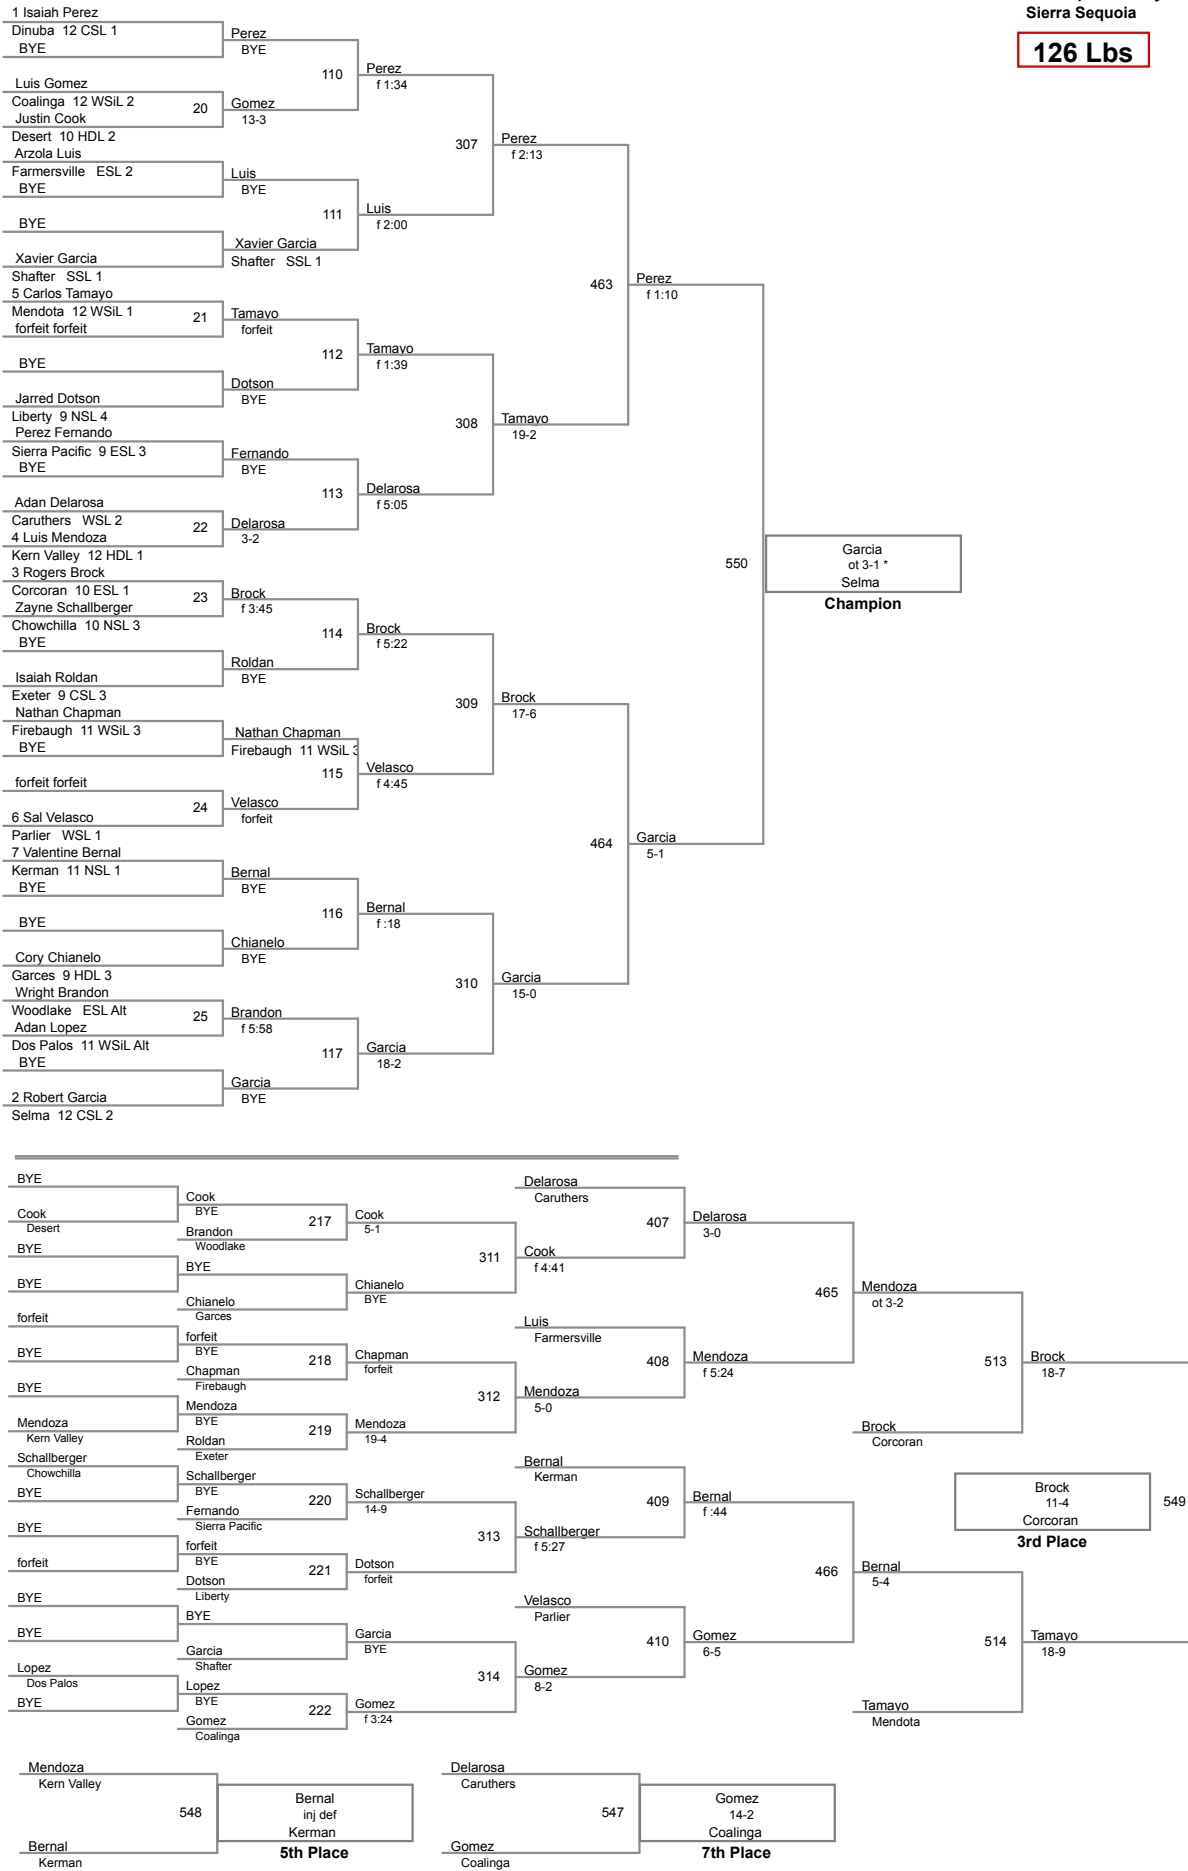 Sierra Sequoia
126 Lbs
1 Isaiah Perez
Dinuba 12 CSL 1
BYE
Luis Gomez
Coalinga 12 WSiL 2
Justin Cook
Desert 10 HDL 2
Arzola Luis
Farmersville ESL 2
BYE
BYE
Xavier Garcia
Shafter SSL 1
5 Carlos Tamayo
Mendota 12 WSiL 1
forfeit forfeit
BYE
Jarred Dotson
Liberty 9 NSL 4
Perez Fernando
Sierra Pacific 9 ESL 3
BYE
Adan Delarosa
Caruthers WSL 2
4 Luis Mendoza
Kern Valley 12 HDL 1
3 Rogers Brock
Corcoran 10 ESL 1
Zayne Schallberger
Chowchilla 10 NSL 3
BYE
Isaiah Roldan
Exeter 9 CSL 3
Nathan Chapman
Firebaugh 11 WSiL 3
BYE
forfeit forfeit
6 Sal Velasco
Parlier WSL 1
7 Valentine Bernal
Kerman 11 NSL 1
BYE
BYE
Cory Chianelo
Garces 9 HDL 3
Wright Brandon
Woodlake ESL Alt
Adan Lopez
Dos Palos 11 WSiL Alt
BYE
2 Robert Garcia
Selma 12 CSL 2
20
21
22
23
24
25
Perez
BYE
Gomez
13-3
Luis
BYE
Xavier Garcia
Shafter SSL 1
Tamayo
forfeit
Dotson
BYE
Fernando
BYE
Delarosa
3-2
Brock
f 3:45
Roldan
BYE
Nathan Chapman
Firebaugh 11 WSiL 3
Velasco
forfeit
Bernal
BYE
Chianelo
BYE
Brandon
f 5:58
Garcia
BYE
110
111
112
113
114
115
116
117
Perez
f 1:34
Luis
f 2:00
Tamayo
f 1:39
Delarosa
f 5:05
Brock
f 5:22
Velasco
f 4:45
Bernal
f :18
Garcia
18-2
307
308
309
310
Perez
f 2:13
Tamayo
19-2
Brock
17-6
Garcia
15-0
463
464
Perez
f 1:10
Garcia
5-1
550
Garcia
ot 3-1 *
Selma
Champion
BYE
Cook
Desert
BYE
BYE
forfeit
BYE
BYE
Mendoza
Kern Valley
Schallberger
Chowchilla
BYE
BYE
forfeit
BYE
BYE
Lopez
Dos Palos
BYE
Cook
BYE
Brandon
Woodlake
BYE
Chianelo
Garces
forfeit
BYE
Chapman
Firebaugh
Mendoza
BYE
Roldan
Exeter
Schallberger
BYE
Fernando
Sierra Pacific
forfeit
BYE
Dotson
Liberty
BYE
Garcia
Shafter
Lopez
BYE
Gomez
Coalinga
217
218
219
220
221
222
Cook
5-1
Chianelo
BYE
Chapman
forfeit
Mendoza
19-4
Schallberger
14-9
Dotson
forfeit
Garcia
BYE
Gomez
f 3:24
311
312
313
314
Delarosa
Caruthers
Cook
f 4:41
Luis
Farmersville
Mendoza
5-0
Bernal
Kerman
Schallberger
f 5:27
Velasco
Parlier
Gomez
8-2
407
408
409
410
Delarosa
3-0
Mendoza
f 5:24
Bernal
f :44
Gomez
6-5
465
466
Mendoza
ot 3-2
Brock
Corcoran
Bernal
5-4
Tamayo
Mendota
513
514
Brock
18-7
Tamayo
18-9
Brock
11-4
Corcoran
3rd Place
549
Mendoza
Kern Valley
Bernal
Kerman
548
Bernal
inj def
Kerman
5th Place
Delarosa
Caruthers
Gomez
Coalinga
547
Gomez
14-2
Coalinga
7th Place